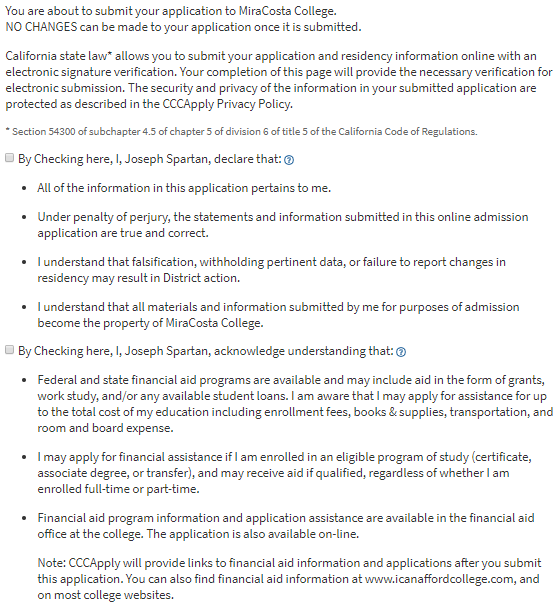 You are about to submit your application to MiraCosta College.
NO CHANGES can be made to your application once it is submitted.
California state law* allows you to submit your application and residency information online with an
electronic signature verification. Your completion of this page will provide the necessary verification for
electronic submission. The security and privacy of the information in your submitted application are
protected as described in the CCCApply Privacy Policy.
* Section 54300 of subchapter 4.5 of chapter 5 of division 6 of title 5 of the California Code of Regulations.
By Checking here, I, Joseph Spartan, declare that: ?
• All of the information in this application pertains to me.
• Under penalty of perjury, the statements and information submitted in this online admission
application are true and correct.
• I understand that falsification, withholding pertinent data, or failure to report changes in
residency may result in District action.
• I understand that all materials and information submitted by me for purposes of admission
become the property of MiraCosta College.
By Checking here, I, Joseph Spartan, acknowledge understanding that: ?
• Federal and state financial aid programs are available and may include aid in the form of grants,
work study, and/or any available student loans. I am aware that I may apply for assistance for up
to the total cost of my education including enrollment fees, books & supplies, transportation, and
room and board expense.
• I may apply for financial assistance if I am enrolled in an eligible program of study (certificate,
associate degree, or transfer), and may receive aid if qualified, regardless of whether I am
enrolled full-time or part-time.
• Financial aid program information and application assistance are available in the financial aid
office at the college. The application is also available on-line.
Note: CCCApply will provide links to financial aid information and applications after you submit
this application. You can also find financial aid information at www.icanaffordcollege.com, and
on most college websites.